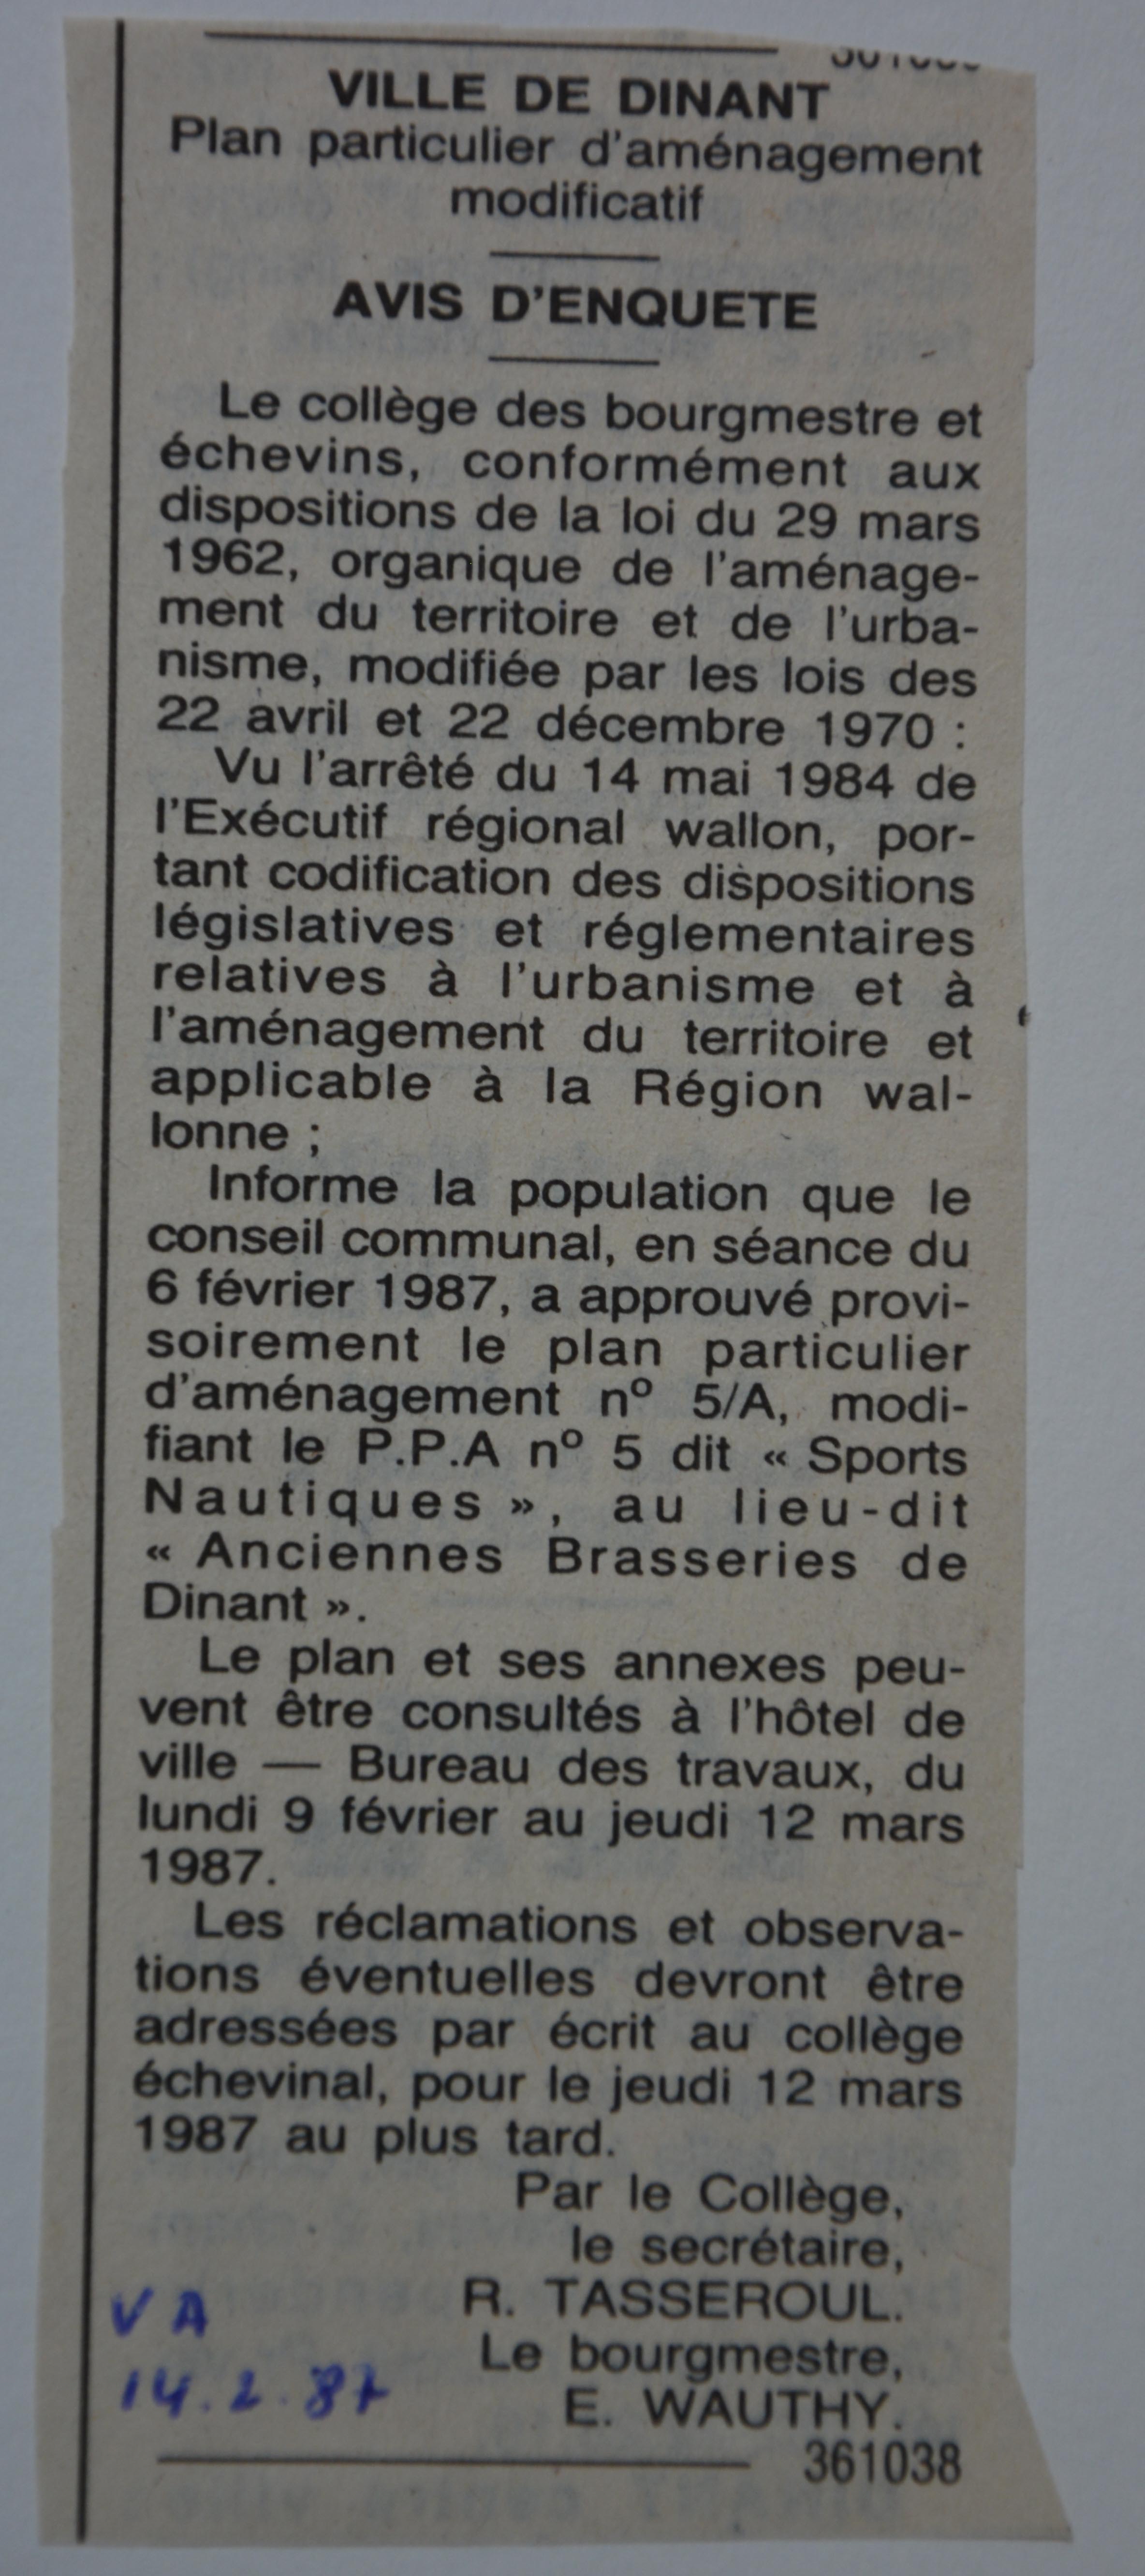 VILLE DE DINANT
Plan particulier d'aménagement
modificatif
AVIS D'ENQUETE
Le collège des bourgmestre et
échevins, conformément aux
dispositions de la loi du 29 mars
1962, organique de l'aménage-
ment du territoire et de l'urba-
nisme, modifiée par les lois des
22 avril et 22 décembre 1970 :
Vu l'arrêté du 14 mai 1984 de
l'Exécutif régional wallon, por-
tant codification des dispositions
législatives et réglementaires
relatives à l'urbanisme et à
l'aménagement du territoire et
applicable à la Région wal-
lonne ;
Informe la population que le
conseil communal, en séance du
6 février 1987, a approuvé provi-
soirement le plan particulier
d'aménagement nº 5/A, modi-
fiant le P.P.A nº 5 dit « Sports
Nautiques », au lieu-dit
« Anciennes Brasseries de
Dinant ».
Le plan et ses annexes peu-
vent être consultés à l'hôtel de
ville — Bureau des travaux, du
lundi 9 février au jeudi 12 mars
1987.
Les réclamations et observa-
tions éventuelles devront être
adressées par écrit au collège
échevinal, pour le jeudi 12 mars
1987 au plus tard.
Par le Collège,
le secrétaire,
R. TASSEROUL.
Le bourgmestre,
E. WAUTHY.
361038
VA
14.2.87